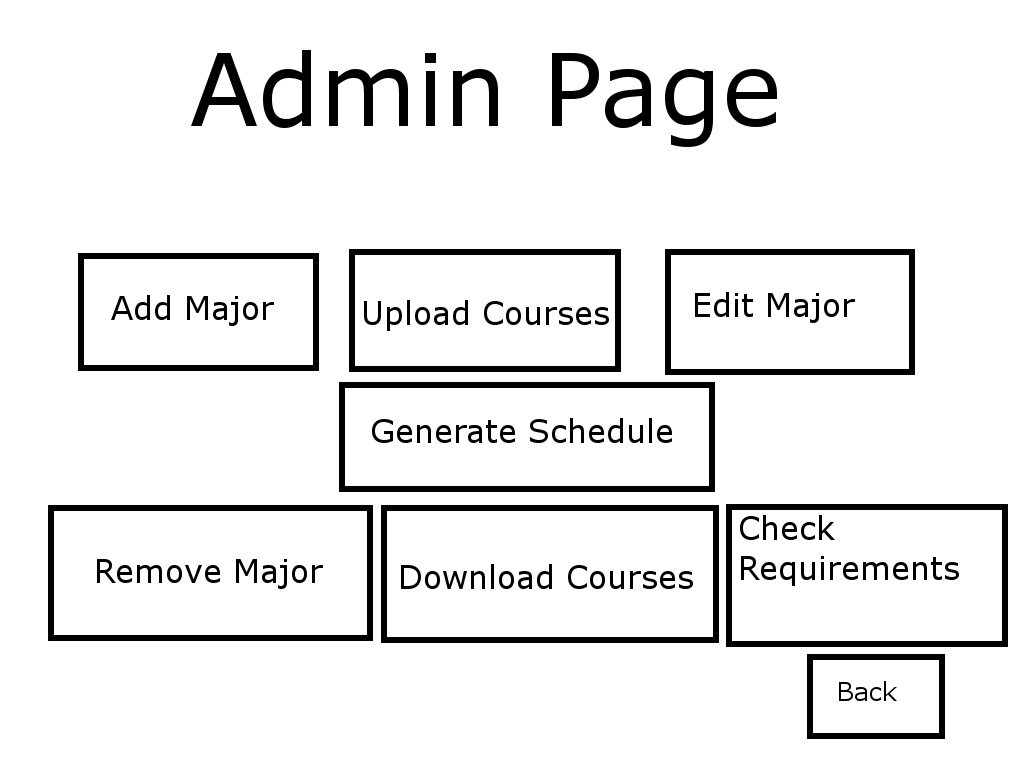 Admin Page
Add Major
Upload Courses
Edit Major
Generate Schedule
Remove Major
Download Courses
Check
Requirements
Back